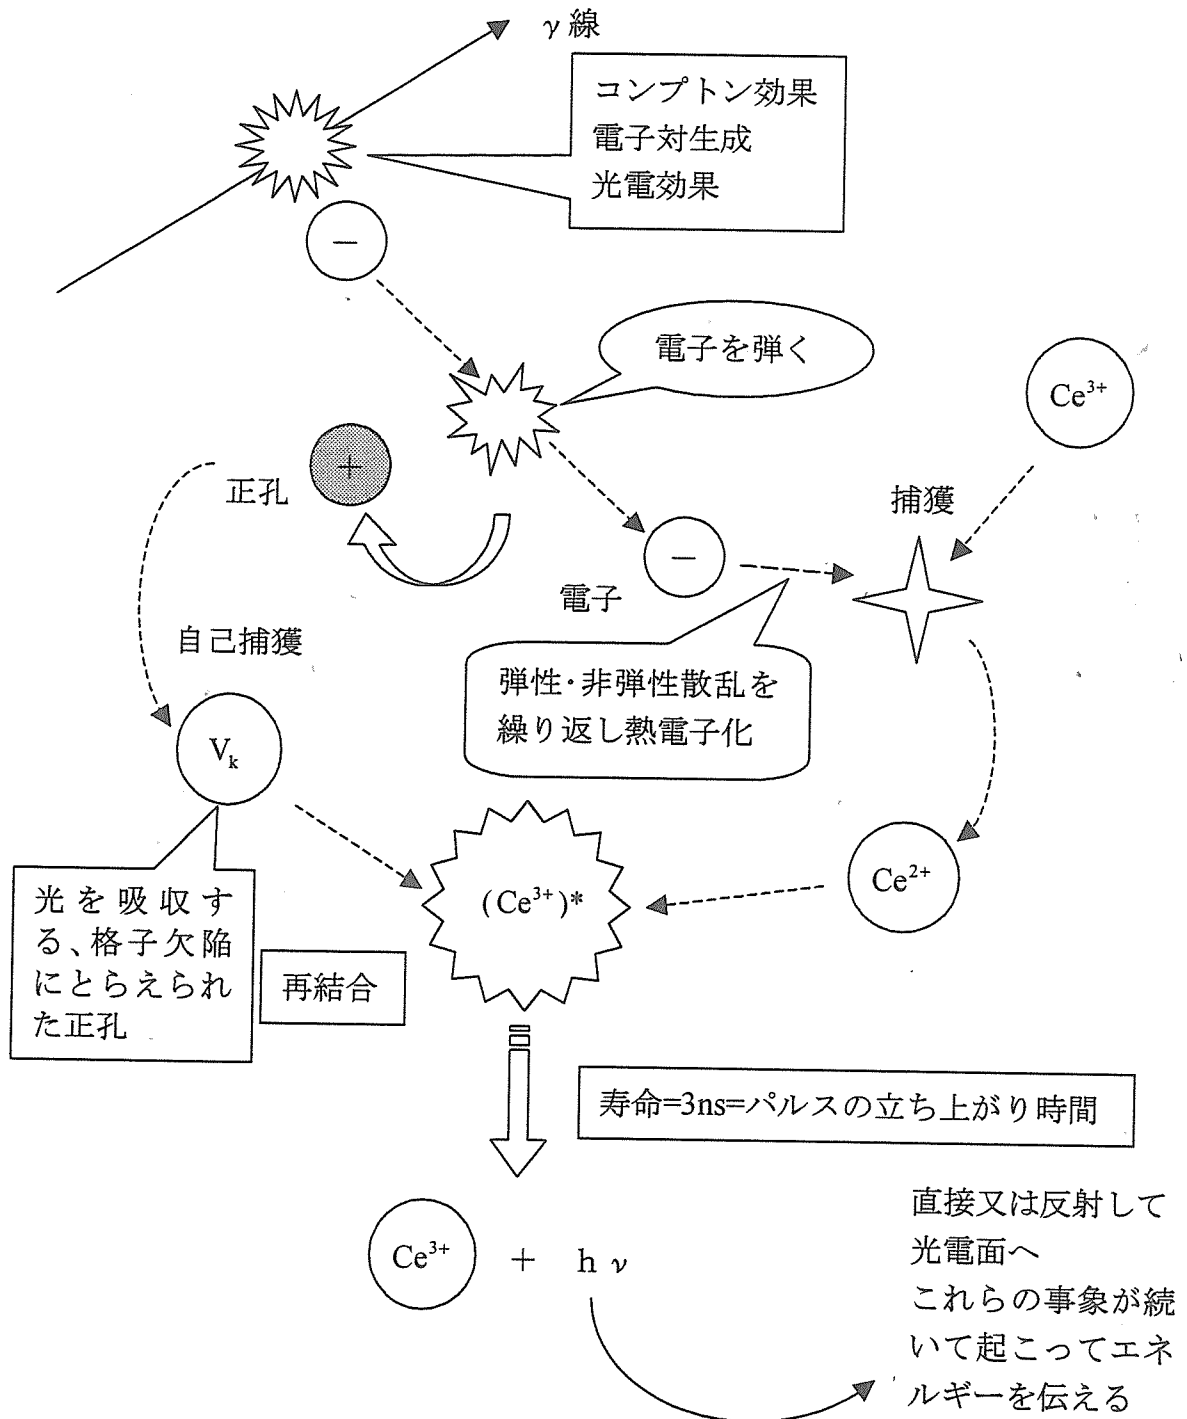 γ線
コンプトン効果
電子対生成
光電効果
−
電子を弾く
Ce³⁺
+
正孔
捕獲
−
電子
自己捕獲
弾性・非弾性散乱を
繰り返し熱電子化
Vₖ
(Ce³⁺)*
Ce²⁺
光を吸収す
る、格子欠陥
にとらえられ
た正孔
再結合
寿命=3ns=パルスの立ち上がり時間
Ce³⁺ + hν
直接又は反射して
光電面へ
これらの事象が続
いて起こってエネ
ルギーを伝える